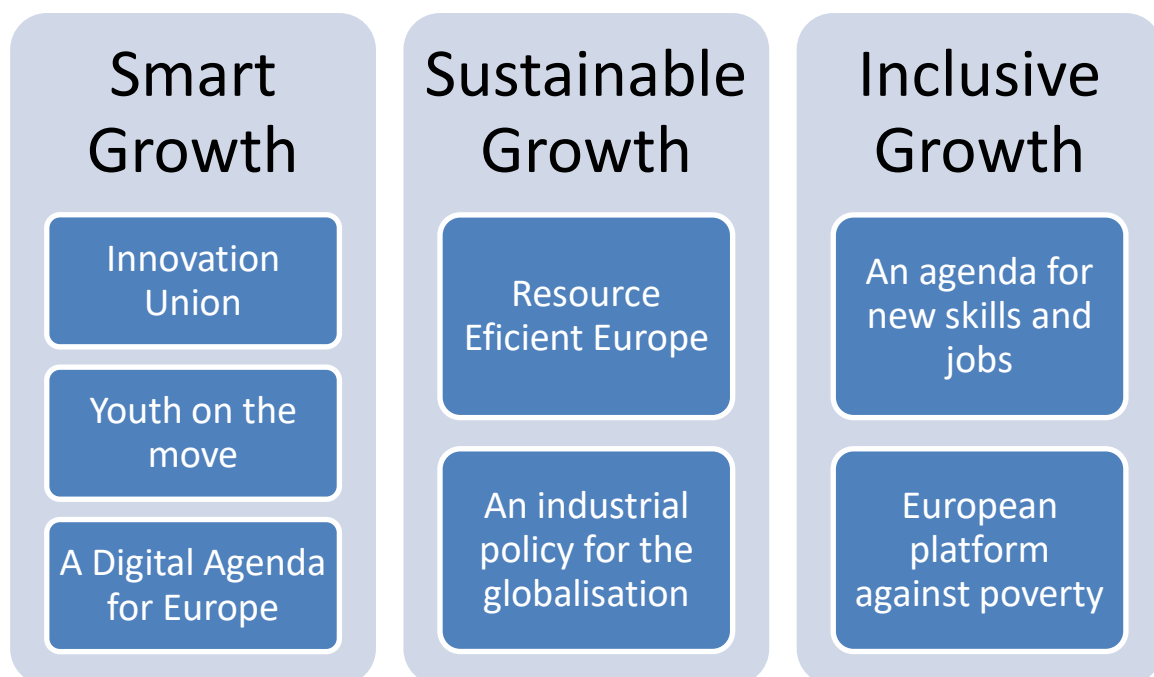 Smart
Growth
Innovation
Union
Youth on the
move
A Digital Agenda
for Europe
Sustainable
Growth
Resource
Eficient Europe
An industrial
policy for the
globalisation
Inclusive
Growth
An agenda for
new skills and
jobs
European
platform
against poverty